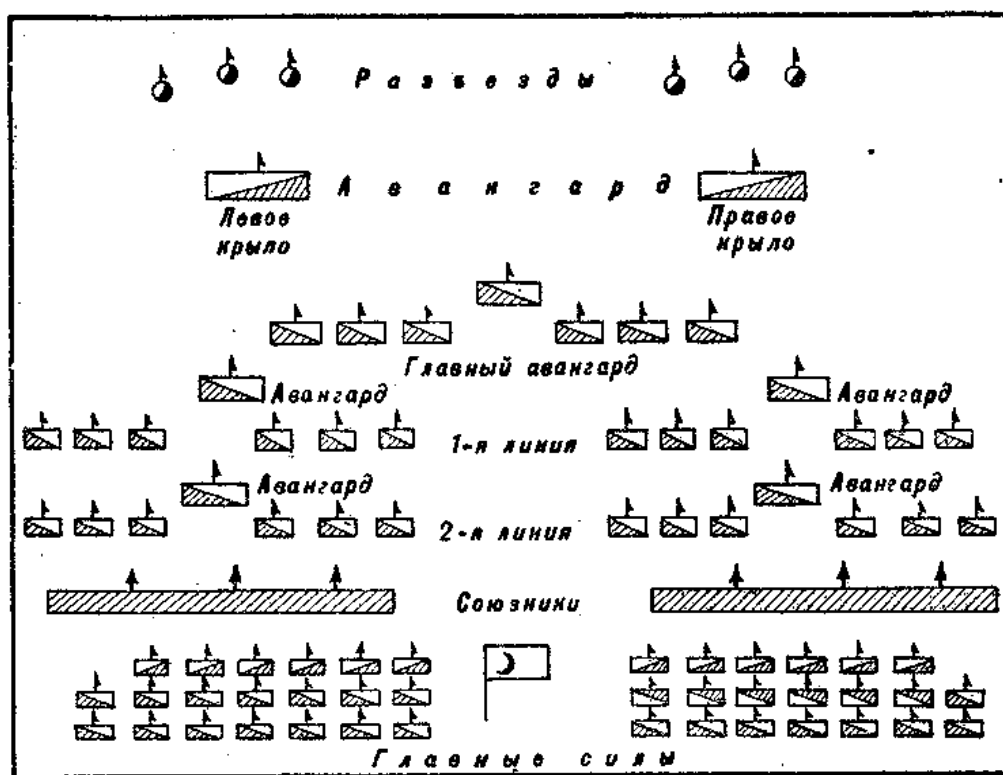 Разъезды
Авангард
Левое
крыло
Правое
крыло
Главный авангард
Авангард
Авангард
1-я линия
Авангард
Авангард
2-я линия
Союзники
Главные силы